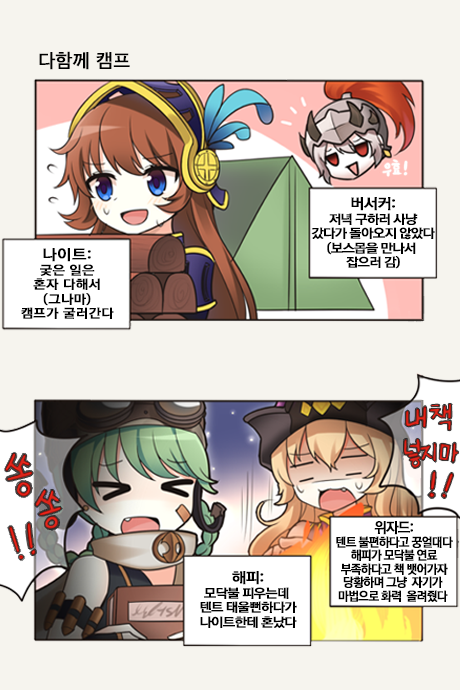 다함께 캠프
우효!
버서커:
저녁 구하러 사냥
갔다가 돌아오지 않았다
(보스몹을 만나서
잡으러 감)
나이트:
궂은 일은
혼자 다해서
(그나마)
캠프가 굴러간다
쏭
쏭
!!
내책
넣지마
!!
위자드:
텐트 불편하다고 꿍얼대다
해피가 모닥불 연료
부족하다고 책 뺏어가자
당황하며 그냥 자기가
마법으로 화력 올려줬다
해피:
모닥불 피우는데
텐트 태울뻔하다가
나이트한테 혼났다